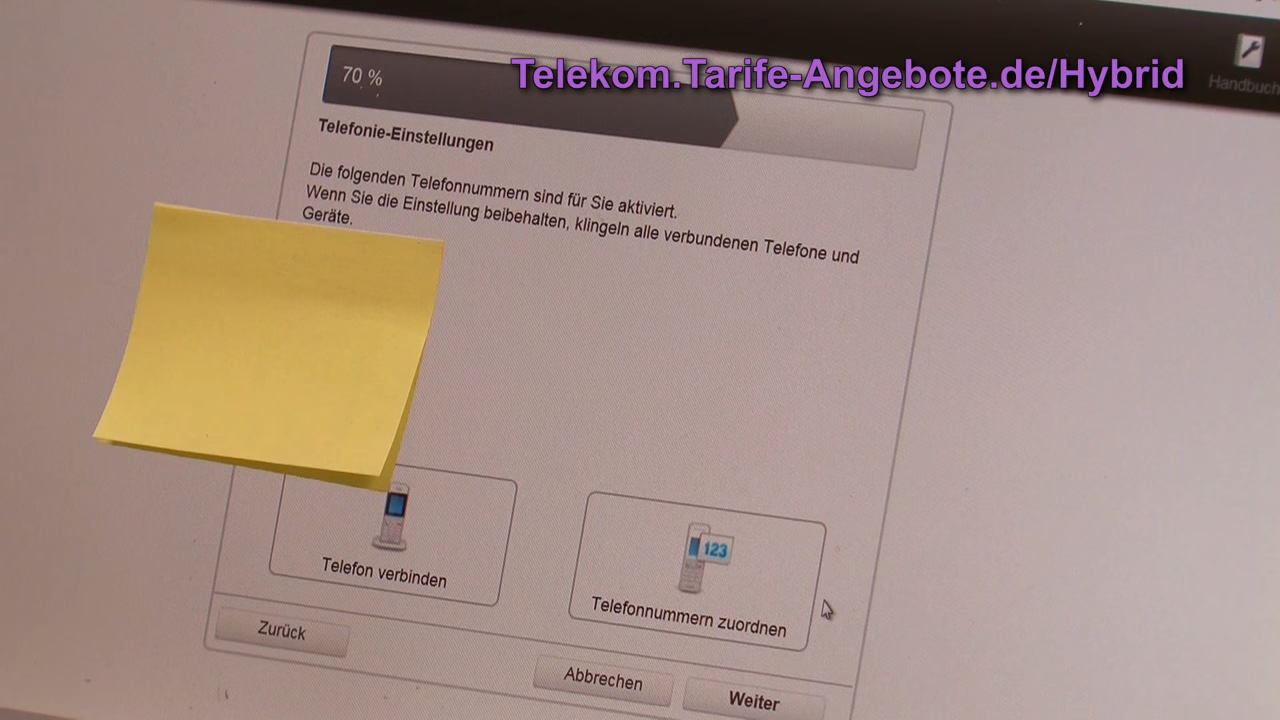 Telekom.Tarife-Angebote.de/Hybrid
Handbuch
70 %
Telefonie-Einstellungen
Die folgenden Telefonnummern sind für Sie aktiviert.
Wenn Sie die Einstellung beibehalten, klingeln alle verbundenen Telefone und
Geräte.
123
Telefon verbinden
Telefonnummern zuordnen
Zurück
Abbrechen
Weiter